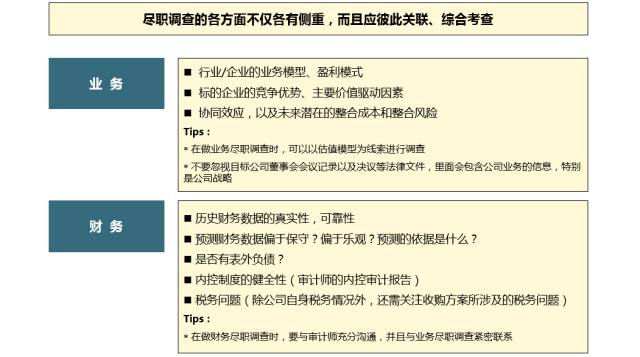 尽职调查的各方面不仅各有侧重，而且应彼此关联、综合考查
业 务
■ 行业/企业的业务模型、盈利模式
■ 标的企业的竞争优势、主要价值驱动因素
■ 协同效应，以及未来潜在的整合成本和整合风险
Tips：
* 在做业务尽职调查时，可以以估值模型为线索进行调查
* 不要忽视目标公司董事会会议记录以及决议等法律文件，里面会包含公司业务的信息，特别
是公司战略
财 务
■ 历史财务数据的真实性，可靠性
■ 预测财务数据偏于保守？偏于乐观？预测的依据是什么？
■ 是否有表外负债？
■ 内控制度的健全性（审计师的内控审计报告）
■ 税务问题（除公司自身税务情况外，还需关注收购方案所涉及的税务问题）
Tips：
* 在做财务尽职调查时，要与审计师充分沟通，并且与业务尽职调查紧密联系